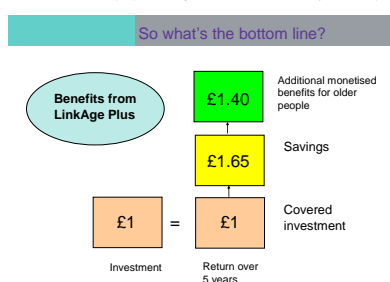 So what's the bottom line?
Benefits from
LinkAge Plus
£1.40
Additional monetised
benefits for older
people
£1.65
Savings
£1
=
£1
Covered
investment
Investment
Return over
5 years